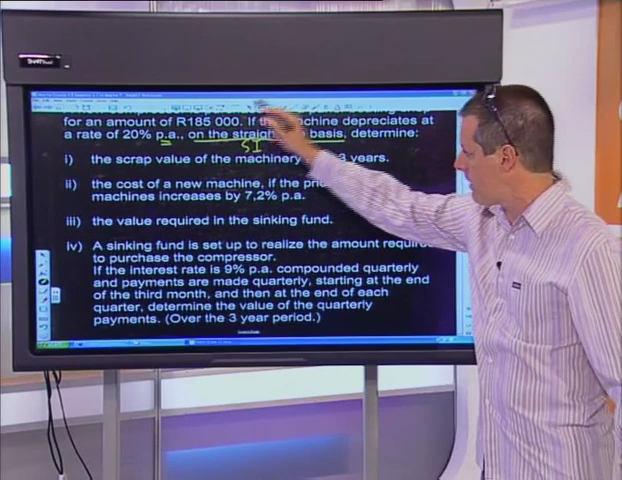 for an amount of R185 000. If the machine depreciates at
a rate of 20% p.a., on the straight basis, determine:
SI
i) the scrap value of the machinery 3 years.
ii) the cost of a new machine, if the
machines increases by 7,2% p.a.
iii) the value required in the sinking fund.
iv) A sinking fund is set up to realize the amount required
to purchase the compressor.
If the interest rate is 9% p.a. compounded quarterly
and payments are made quarterly, starting at the end
of the third month, and then at the end of each
quarter, determine the value of the quarterly
payments. (Over the 3 year period.)